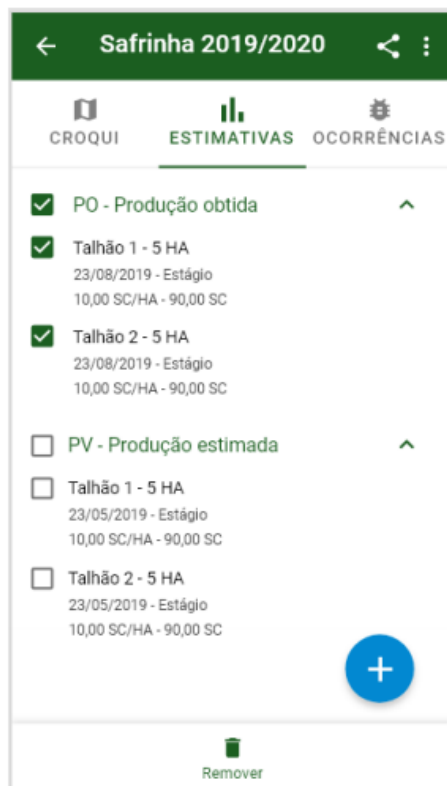 Safrinha 2019/2020
CROQUI
ESTIMATIVAS
OCORRÊNCIAS
PO - Produção obtida
Talhão 1 - 5 HA
23/08/2019 - Estágio
10,00 SC/HA - 90,00 SC
Talhão 2 - 5 HA
23/08/2019 - Estágio
10,00 SC/HA - 90,00 SC
PV - Produção estimada
Talhão 1 - 5 HA
23/05/2019 - Estágio
10,00 SC/HA - 90,00 SC
Talhão 2 - 5 HA
23/05/2019 - Estágio
10,00 SC/HA - 90,00 SC
Remover